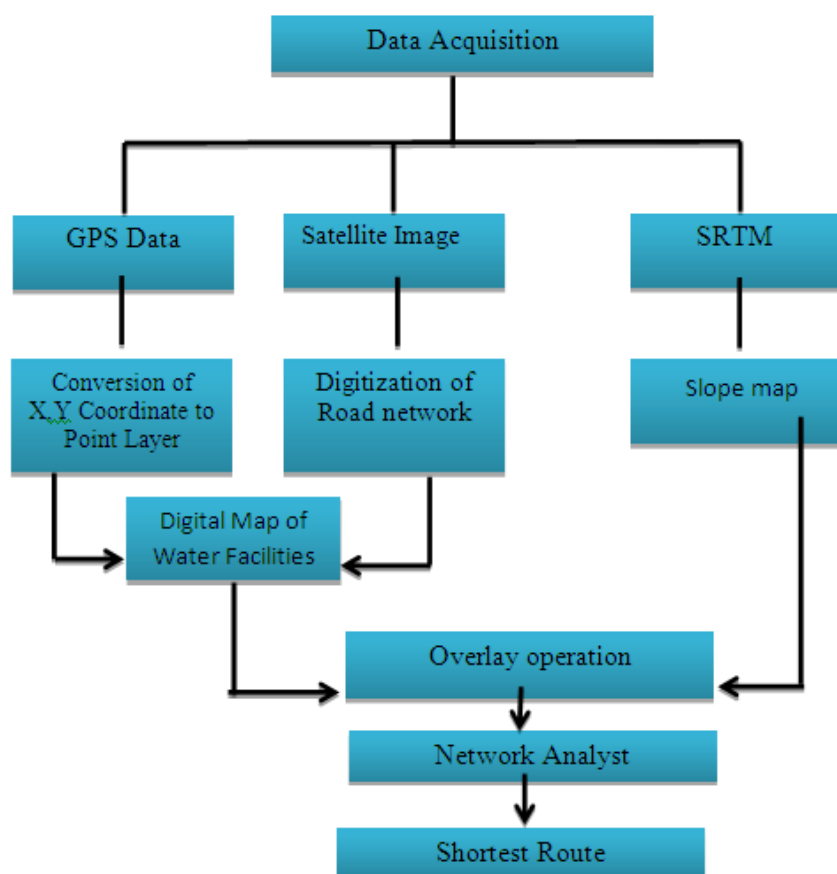 Data Acquisition
GPS Data
Satellite Image
SRTM
Conversion of
X,Y Coordinate to
Point Layer
Digitization of
Road network
Slope map
Digital Map of
Water Facilities
Overlay operation
Network Analyst
Shortest Route